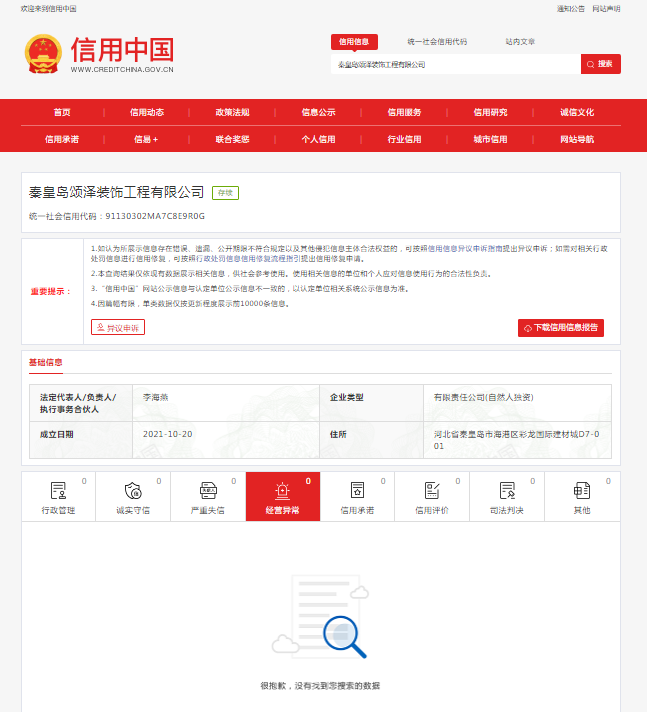 欢迎来到信用中国
通知公告 网站声明
信用中国
WWW.CREDITCHINA.GOV.CN
信用信息 统一社会信用代码 站内文章
秦皇岛颂泽装饰工程有限公司 搜索
首页 信用动态 政策法规 信息公示 信用服务 信用研究 诚信文化
信用承诺 信易+ 联合奖惩 个人信用 行业信用 城市信用 网站导航
秦皇岛颂泽装饰工程有限公司 存续
统一社会信用代码：91130302MA7C8E9R0G
重要提示：
1.如认为所展示信息存在错误、遗漏、公开期限不符合规定以及其他侵犯信息主体合法权益的，可按照信用信息异议申诉指南提出异议申诉；如需对相关行政
处罚信息进行信用修复，可按照行政处罚信息信用修复流程指引提出信用修复申请。
2.本查询结果仅依现有数据展示相关信息，供社会参考使用。使用相关信息的单位和个人应对信息使用行为的合法性负责。
3.“信用中国”网站公示信息与认定单位公示信息不一致的，以认定单位相关系统公示信息为准。
4.因篇幅有限，单类数据仅按更新程度展示前10000条信息。
异议申诉 下载信用信息报告
基础信息
法定代表人/负责人/
执行事务合伙人
李海燕
企业类型
有限责任公司(自然人独资)
成立日期
2021-10-20
住所
河北省秦皇岛市海港区彩龙国际建材城D7-0
01
0 0 0 0 0 0 0 0
行政管理 诚实守信 严重失信 经营异常 信用承诺 信用评价 司法判决 其他
很抱歉，没有找到您搜索的数据